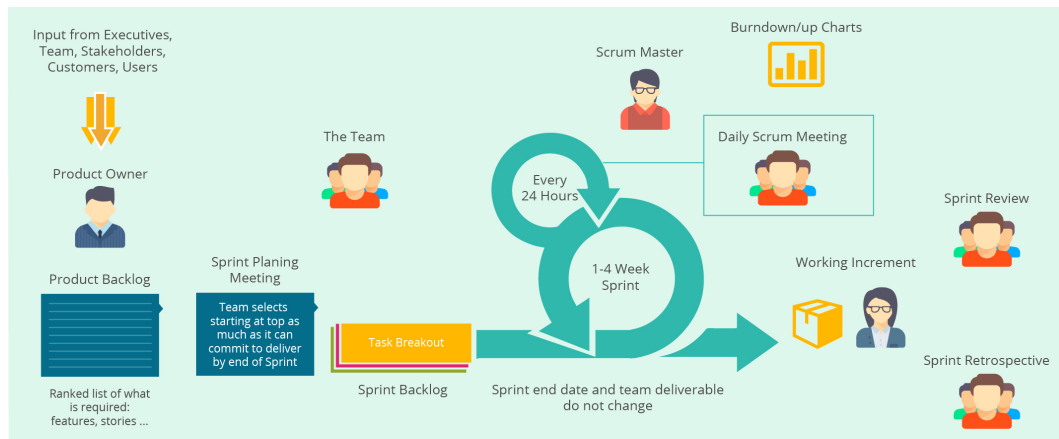 Input from Executives,
Team, Stakeholders,
Customers, Users
Product Owner
Product Backlog
Ranked list of what
is required:
features, stories ...
Sprint Planing
Meeting
Team selects
starting at top as
much as it can
commit to deliver
by end of Sprint
The Team
Task Breakout
Sprint Backlog
Every
24 Hours
1-4 Week
Sprint
Sprint end date and team deliverable
do not change
Scrum Master
Burndown/up Charts
Daily Scrum Meeting
Working Increment
Sprint Review
Sprint Retrospective